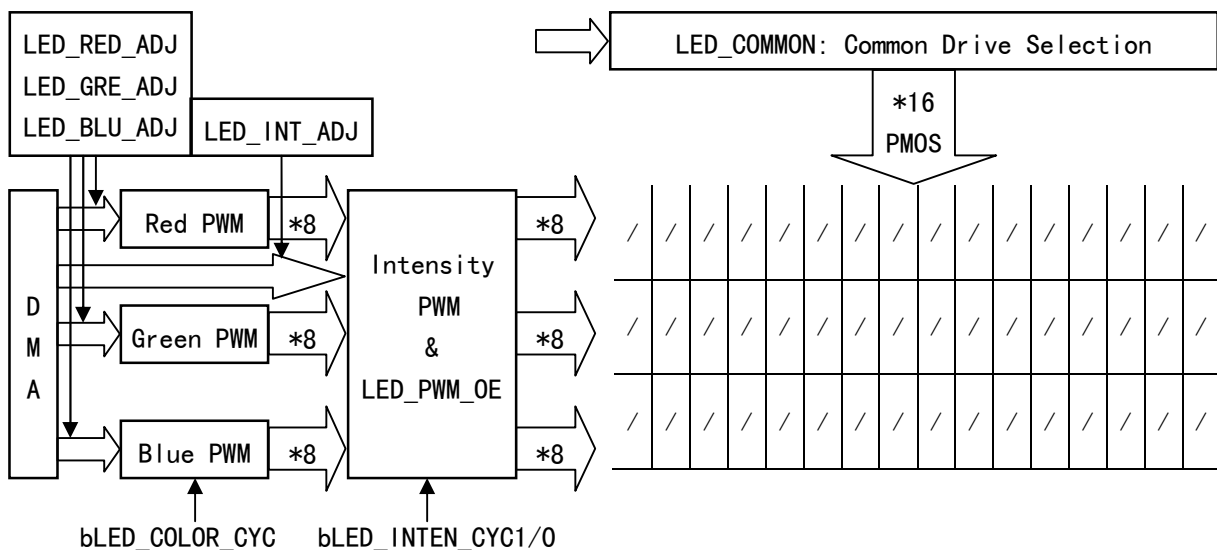 LED_RED_ADJ
LED_GRE_ADJ
LED_BLU_ADJ
LED_INT_ADJ
LED_COMMON: Common Drive Selection
*16
PMOS
D
M
A
Red PWM
*8
Green PWM
*8
Blue PWM
*8
Intensity
PWM
&
LED_PWM_OE
*8
*8
*8
/ / / / / / / / / / / / / / / /
/ / / / / / / / / / / / / / / /
/ / / / / / / / / / / / / / / /
bLED_COLOR_CYC
bLED_INTEN_CYC1/0